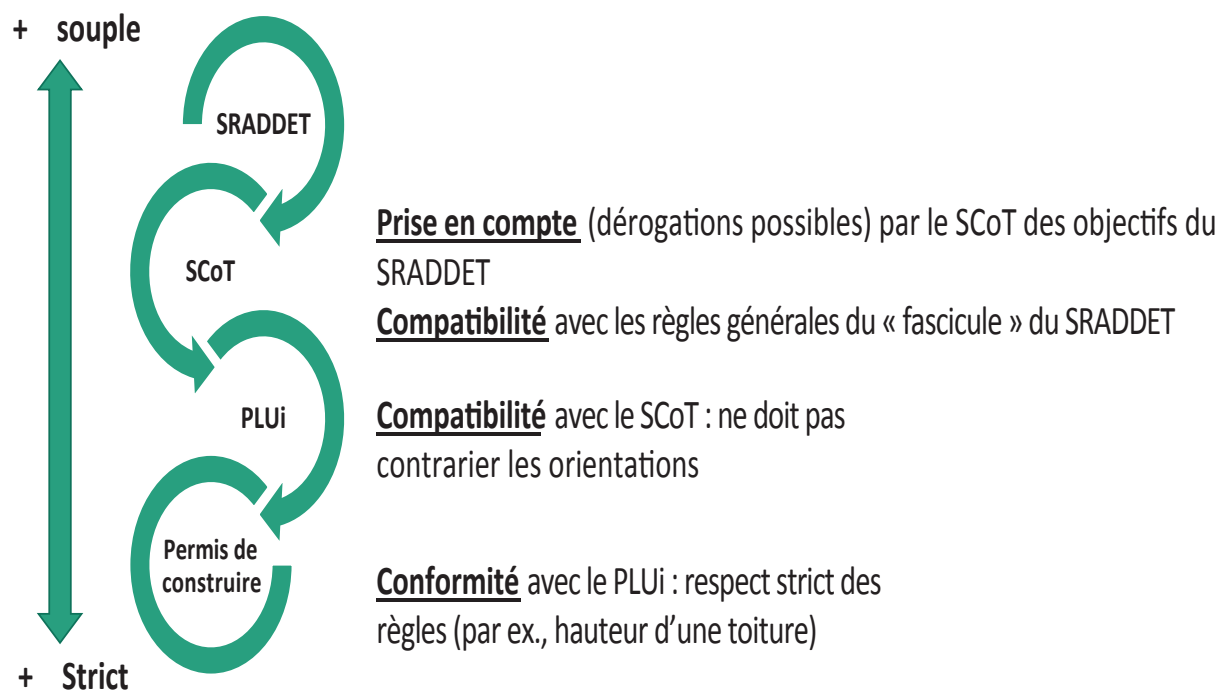 + souple
SRADDET
Prise en compte (dérogations possibles) par le SCoT des objectifs du
SRADDET
SCoT
Compatibilité avec les règles générales du « fascicule » du SRADDET
PLUi
Compatibilité avec le SCoT : ne doit pas
contrarier les orientations
Permis de
construire
Conformité avec le PLUi : respect strict des
règles (par ex., hauteur d’une toiture)
+ Strict